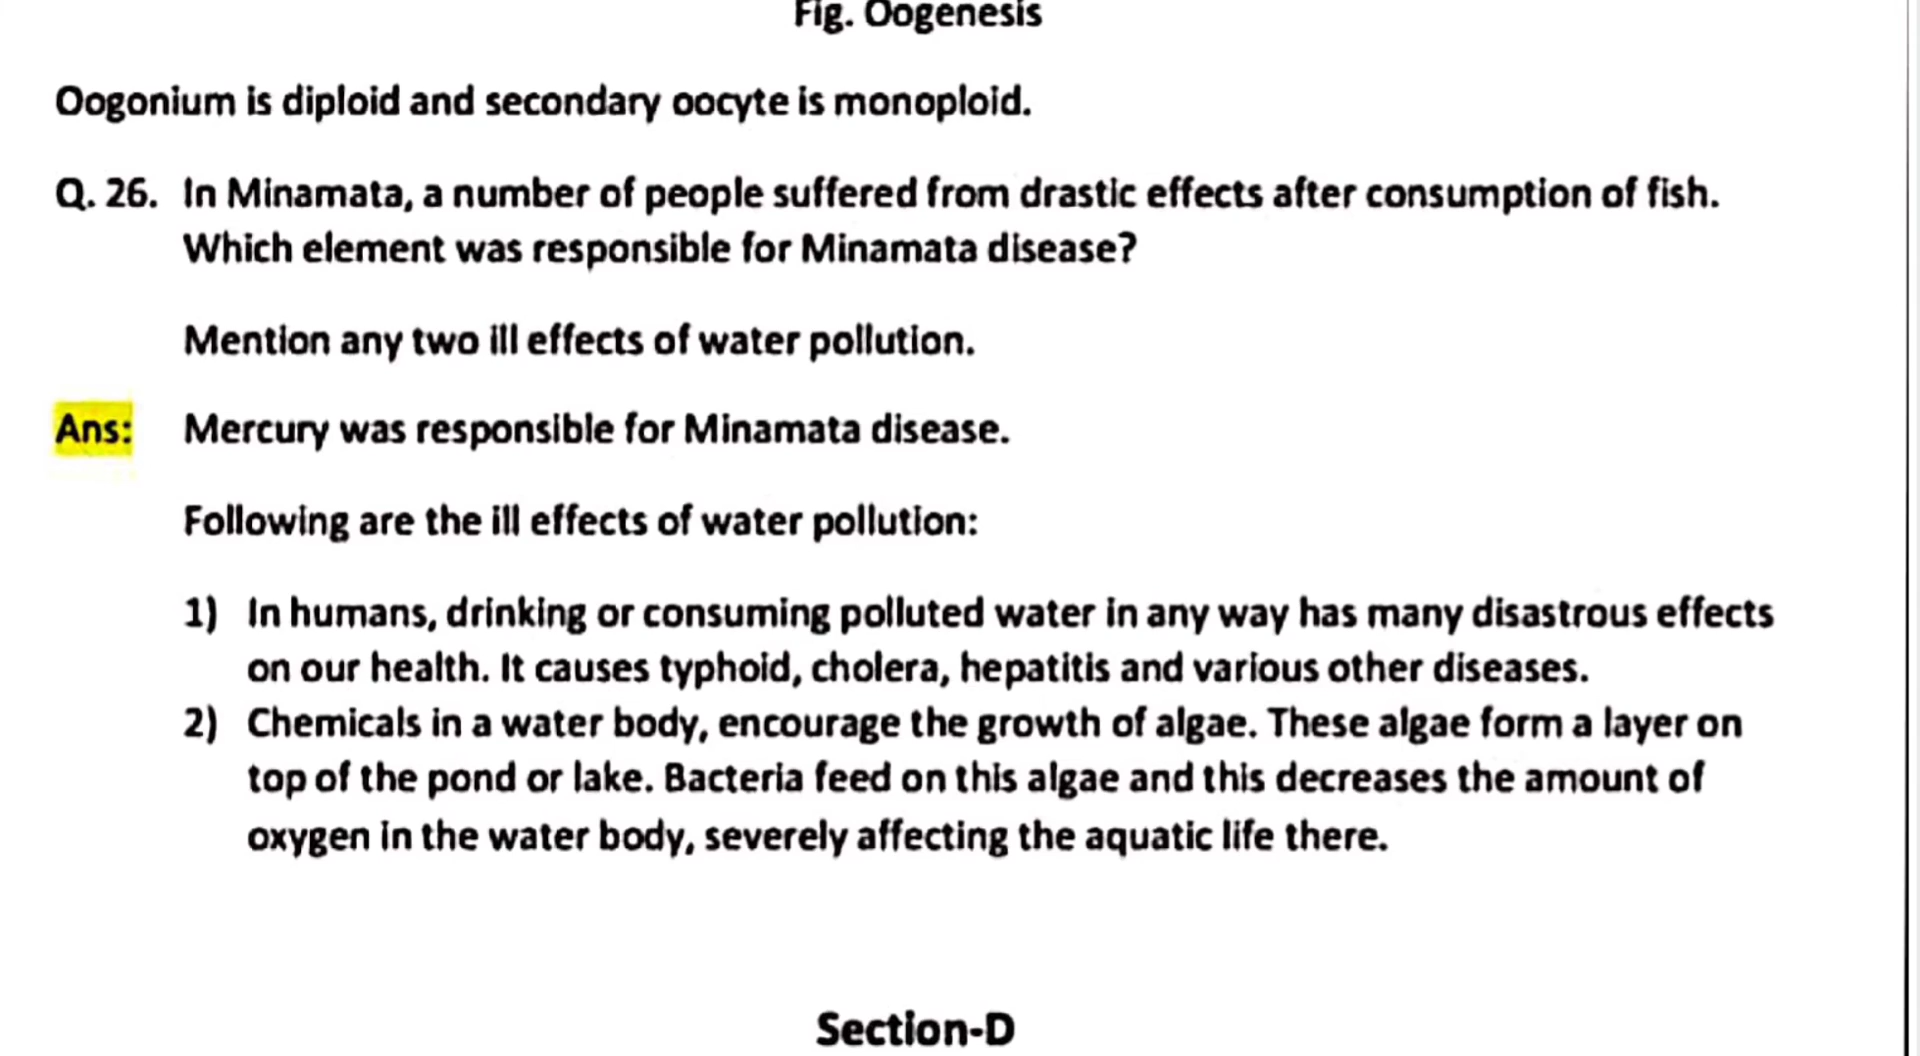 Fig. Oogenesis
Oogonium is diploid and secondary oocyte is monoploid.
Q. 26. In Minamata, a number of people suffered from drastic effects after consumption of fish.
Which element was responsible for Minamata disease?
Mention any two ill effects of water pollution.
Ans: Mercury was responsible for Minamata disease.
Following are the ill effects of water pollution:
1) In humans, drinking or consuming polluted water in any way has many disastrous effects
on our health. It causes typhoid, cholera, hepatitis and various other diseases.
2) Chemicals in a water body, encourage the growth of algae. These algae form a layer on
top of the pond or lake. Bacteria feed on this algae and this decreases the amount of
oxygen in the water body, severely affecting the aquatic life there.
Section-D